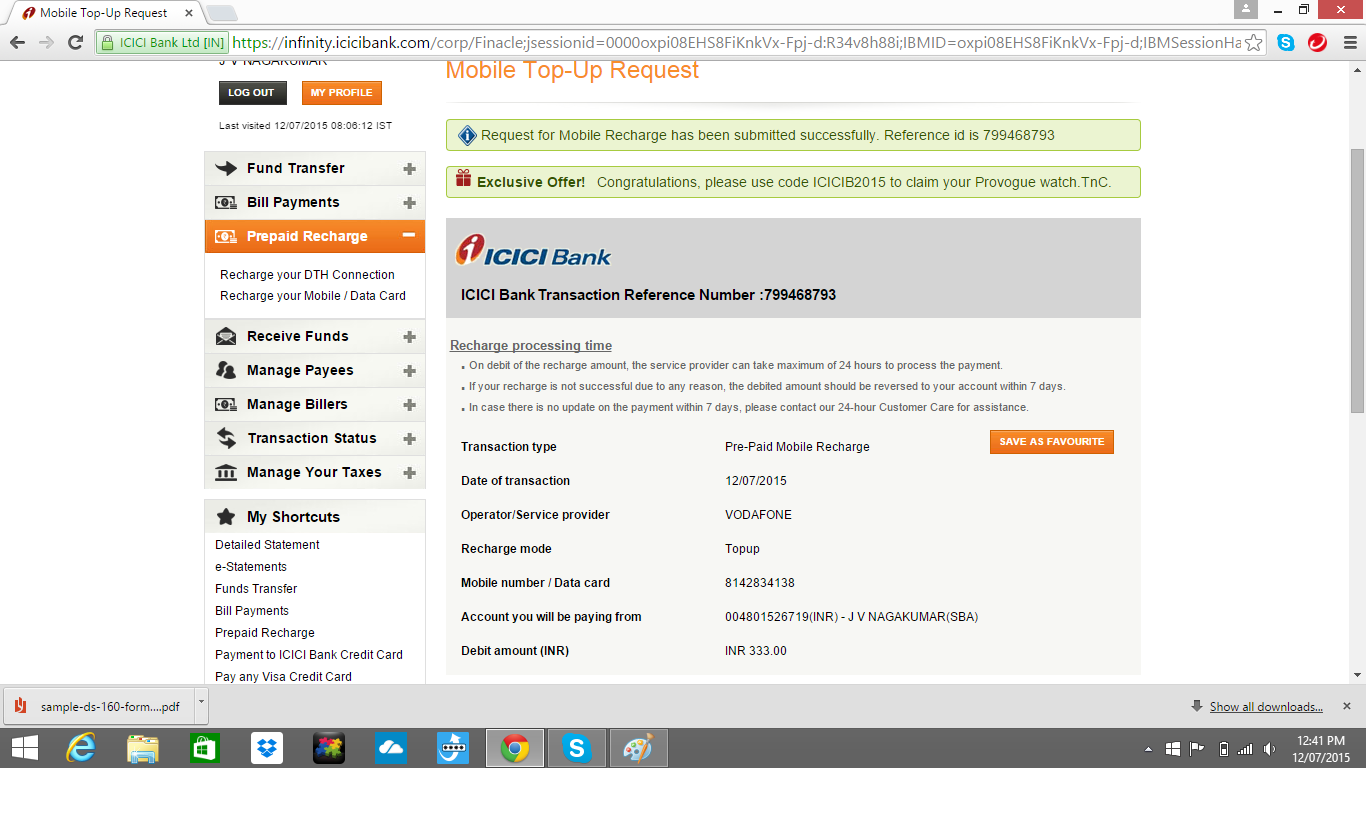 Mobile Top-Up Request
ICICI Bank Ltd [IN] https://infinity.icicibank.com/corp/Finacle;jsessionid=0000oxpi08EHS8FiKnkVx-Fpj-d:R34v8h88i;IBMID=oxpi08EHS8FiKnkVx-Fpj-d;IBMSessionHa
J V NAGAKUMAR
LOG OUT
MY PROFILE
Last visited 12/07/2015 08:06:12 IST
Fund Transfer
Bill Payments
Prepaid Recharge
Recharge your DTH Connection
Recharge your Mobile / Data Card
Receive Funds
Manage Payees
Manage Billers
Transaction Status
Manage Your Taxes
My Shortcuts
Detailed Statement
e-Statements
Funds Transfer
Bill Payments
Prepaid Recharge
Payment to ICICI Bank Credit Card
Pay any Visa Credit Card
Mobile Top-Up Request
Request for Mobile Recharge has been submitted successfully. Reference id is 799468793
Exclusive Offer! Congratulations, please use code ICICIB2015 to claim your Provogue watch.TnC.
ICICI Bank
ICICI Bank Transaction Reference Number :799468793
Recharge processing time
On debit of the recharge amount, the service provider can take maximum of 24 hours to process the payment.
If your recharge is not successful due to any reason, the debited amount should be reversed to your account within 7 days.
In case there is no update on the payment within 7 days, please contact our 24-hour Customer Care for assistance.
SAVE AS FAVOURITE
Transaction type Pre-Paid Mobile Recharge
Date of transaction 12/07/2015
Operator/Service provider VODAFONE
Recharge mode Topup
Mobile number / Data card 8142834138
Account you will be paying from 004801526719(INR) - J V NAGAKUMAR(SBA)
Debit amount (INR) INR 333.00
sample-ds-160-form....pdf
Show all downloads...
12:41 PM
12/07/2015